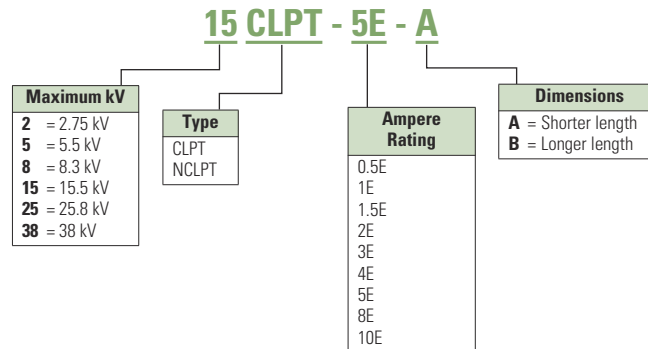 15 CLPT - 5E - A
Maximum kV
2 = 2.75 kV
5 = 5.5 kV
8 = 8.3 kV
15 = 15.5 kV
25 = 25.8 kV
38 = 38 kV
Type
CLPT
NCLPT
Ampere
Rating
0.5E
1E
1.5E
2E
3E
4E
5E
8E
10E
Dimensions
A = Shorter length
B = Longer length